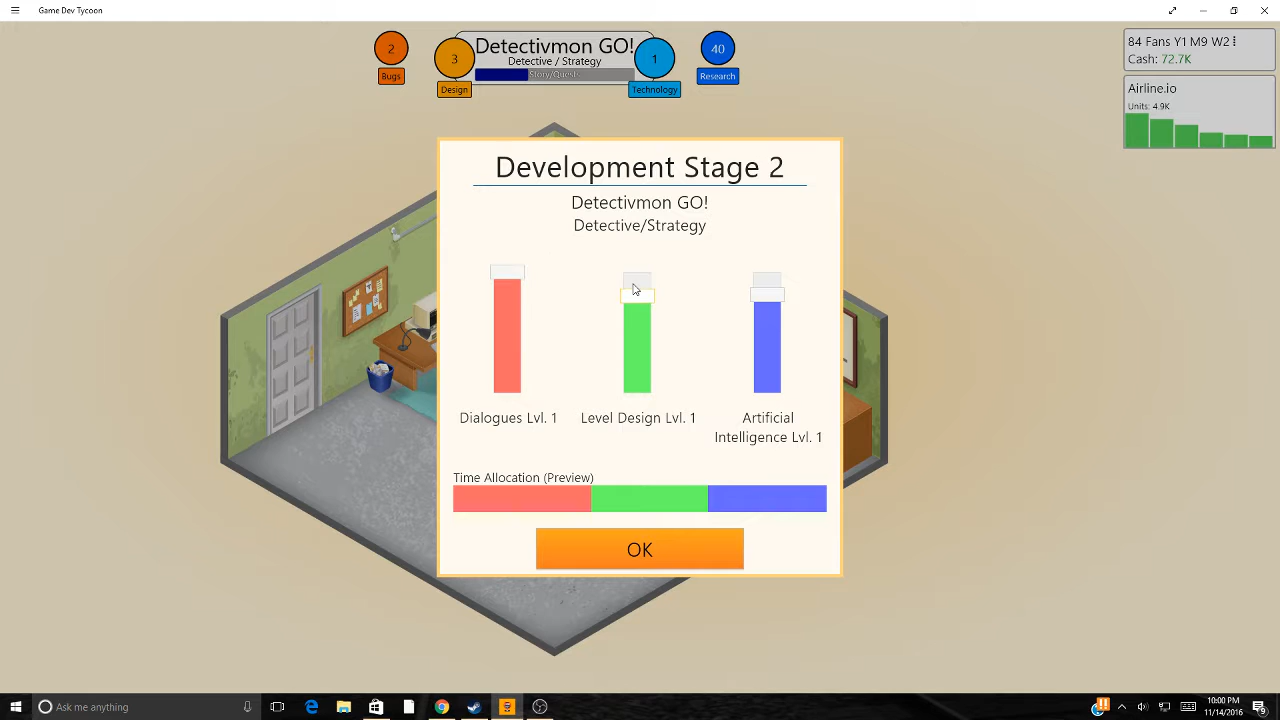 Game Dev Tycoon
2
Bugs
3
Design
Detectivmon GO!
Detective / Strategy
Story/Quests
1
Technology
40
Research
84 Fans Y1 M9 W2
Cash: 72.7K
Airline.io
Units: 4.9K
Development Stage 2
Detectivmon GO!
Detective/Strategy
Dialogues Lvl. 1
Level Design Lvl. 1
Artificial
Intelligence Lvl. 1
Time Allocation (Preview)
OK
Ask me anything
10:00 PM
11/14/2016